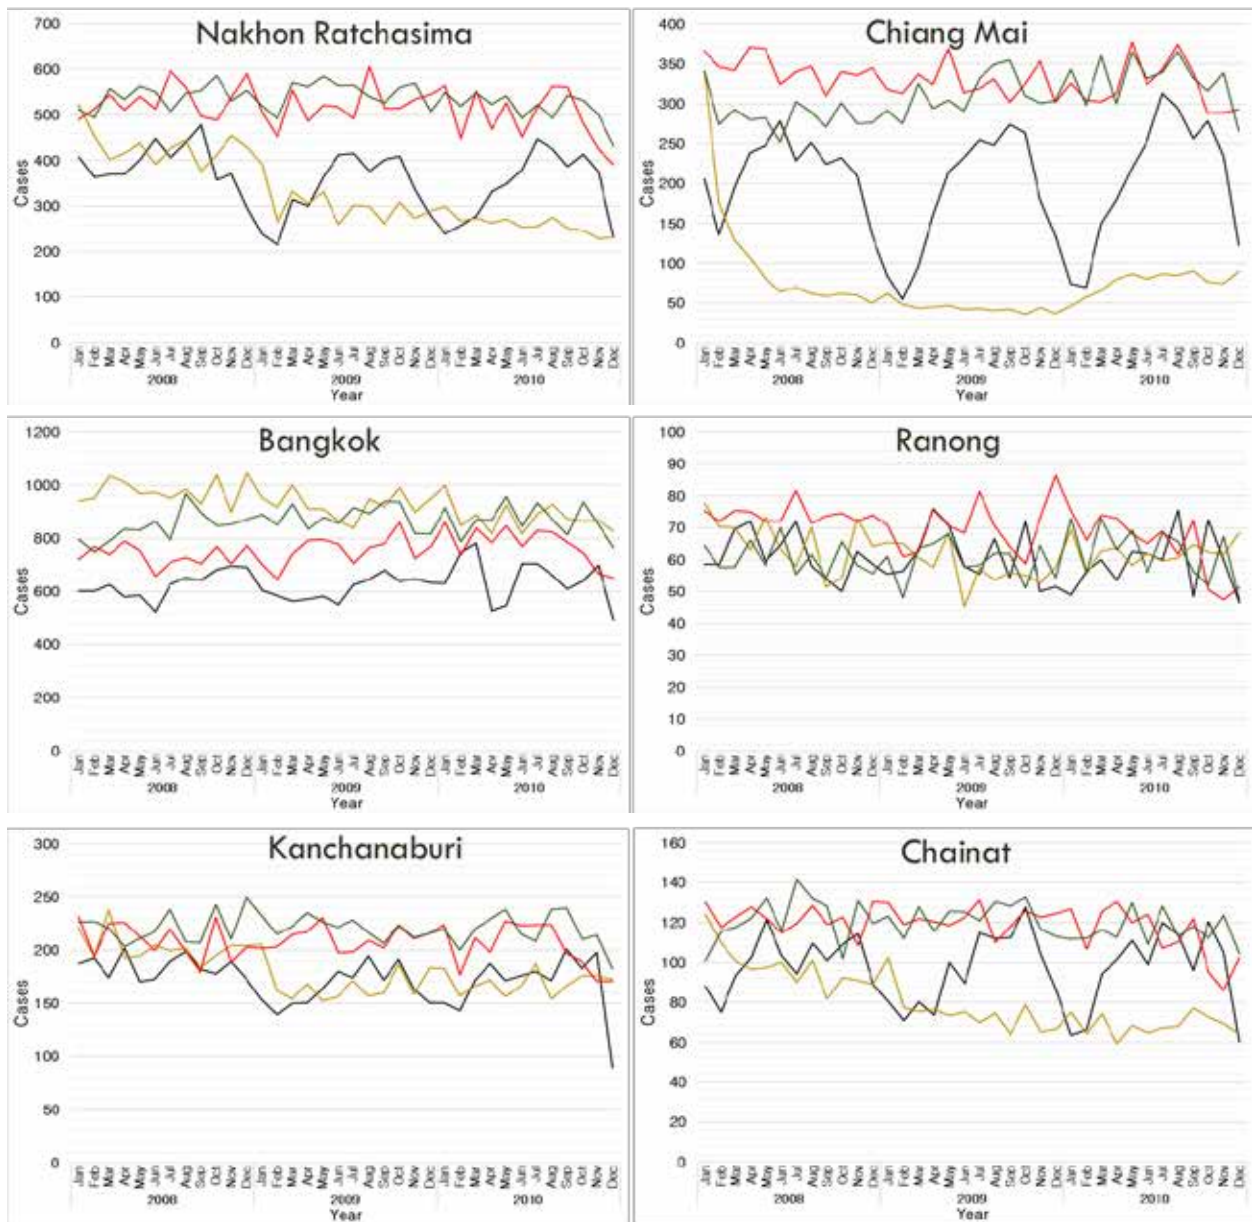 Nakhon Ratchasima
700
600
500
400
300
200
100
0
Cases
Jan Feb Mar Apr May Jun Jul Aug Sep Oct Nov Dec Jan Feb Mar Apr May Jun Jul Aug Sep Oct Nov Dec Jan Feb Mar Apr May Jun Jul Aug Sep Oct Nov Dec
2008 2009 2010
Year
Chiang Mai
400
350
300
250
200
150
100
50
0
Cases
Jan Feb Mar Apr May Jun Jul Aug Sep Oct Nov Dec Jan Feb Mar Apr May Jun Jul Aug Sep Oct Nov Dec Jan Feb Mar Apr May Jun Jul Aug Sep Oct Nov Dec
2008 2009 2010
Year
Bangkok
1200
1000
800
600
400
200
0
Cases
Jan Feb Mar Apr May Jun Jul Aug Sep Oct Nov Dec Jan Feb Mar Apr May Jun Jul Aug Sep Oct Nov Dec Jan Feb Mar Apr May Jun Jul Aug Sep Oct Nov Dec
2008 2009 2010
Year
Ranong
100
90
80
70
60
50
40
30
20
10
0
Cases
Jan Feb Mar Apr May Jun Jul Aug Sep Oct Nov Dec Jan Feb Mar Apr May Jun Jul Aug Sep Oct Nov Dec Jan Feb Mar Apr May Jun Jul Aug Sep Oct Nov Dec
2008 2009 2010
Year
Kanchanaburi
300
250
200
150
100
50
0
Cases
Jan Feb Mar Apr May Jun Jul Aug Sep Oct Nov Dec Jan Feb Mar Apr May Jun Jul Aug Sep Oct Nov Dec Jan Feb Mar Apr May Jun Jul Aug Sep Oct Nov Dec
2008 2009 2010
Year
Chainat
160
140
120
100
80
60
40
20
0
Cases
Jan Feb Mar Apr May Jun Jul Aug Sep Oct Nov Dec Jan Feb Mar Apr May Jun Jul Aug Sep Oct Nov Dec Jan Feb Mar Apr May Jun Jul Aug Sep Oct Nov Dec
2008 2009 2010
Year